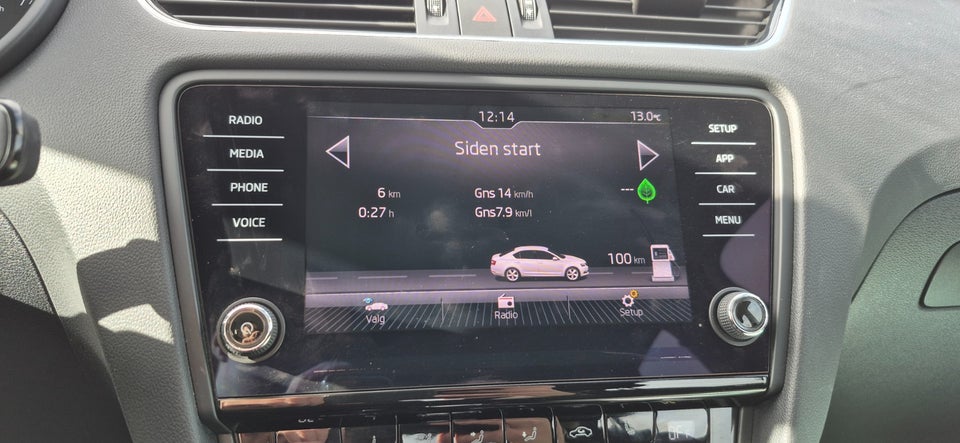 12:14 13.0°C
RADIO
MEDIA
PHONE
VOICE
Siden start
6 km Gns 14 km/h ---
0:27 h Gns7.9 km/l
100 km
Valg Radio Setup
SETUP
APP
CAR
MENU